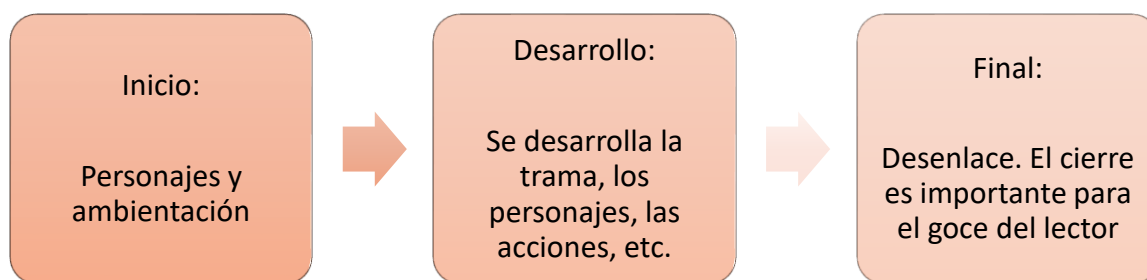 Inicio:
Personajes y
ambientación
Desarrollo:
Se desarrolla la
trama, los
personajes, las
acciones, etc.
Final:
Desenlace. El cierre
es importante para
el goce del lector